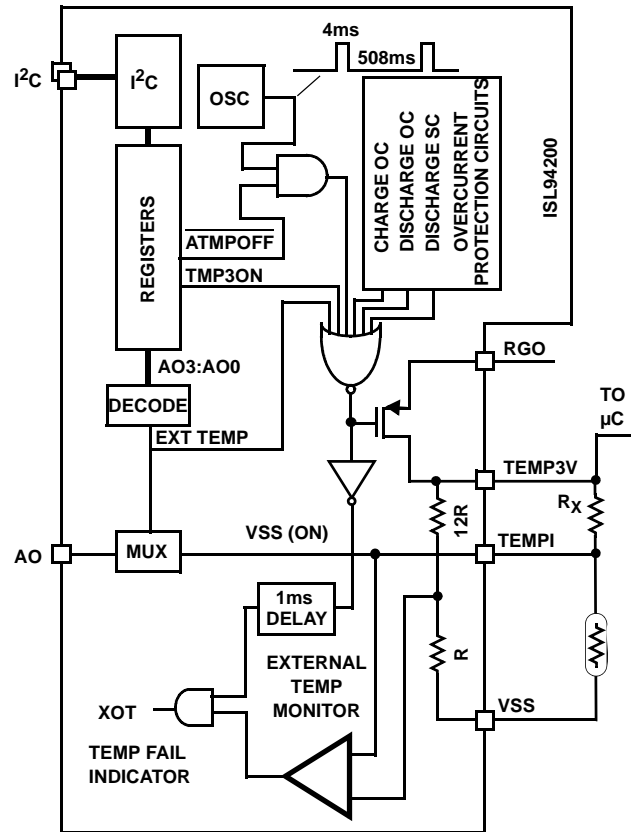 4ms
508ms
I²C
I²C
OSC
CHARGE OC
DISCHARGE OC
DISCHARGE SC
OVERCURRENT
PROTECTION CIRCUITS
ISL94200
REGISTERS
ATMPOFF
TMP3ON
AO3:AO0
DECODE
EXT TEMP
RGO
TO
µC
TEMP3V
12R
RX
AO
MUX
VSS (ON)
TEMPI
1ms
DELAY
R
EXTERNAL
TEMP
MONITOR
XOT
VSS
TEMP FAIL
INDICATOR